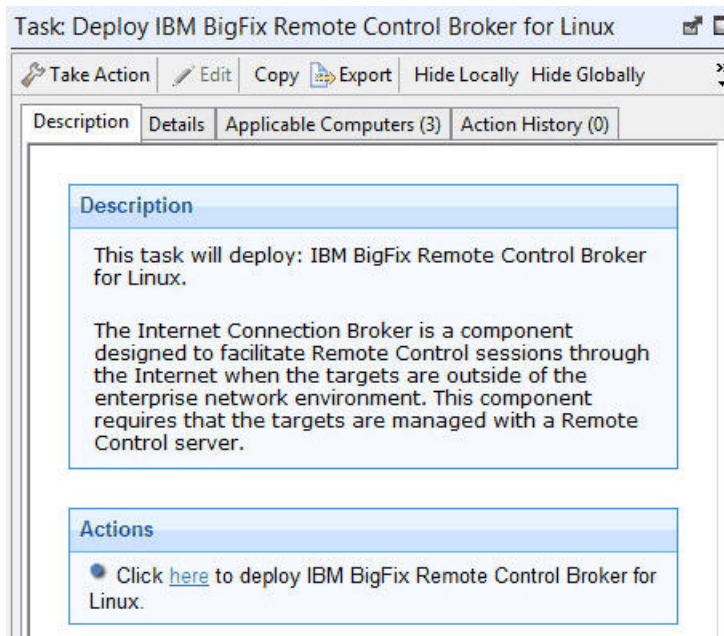 Task: Deploy IBM BigFix Remote Control Broker for Linux
Take Action Edit Copy Export Hide Locally Hide Globally
Description Details Applicable Computers (3) Action History (0)
Description
This task will deploy: IBM BigFix Remote Control Broker
for Linux.
The Internet Connection Broker is a component
designed to facilitate Remote Control sessions through
the Internet when the targets are outside of the
enterprise network environment. This component
requires that the targets are managed with a Remote
Control server.
Actions
Click here to deploy IBM BigFix Remote Control Broker for
Linux.